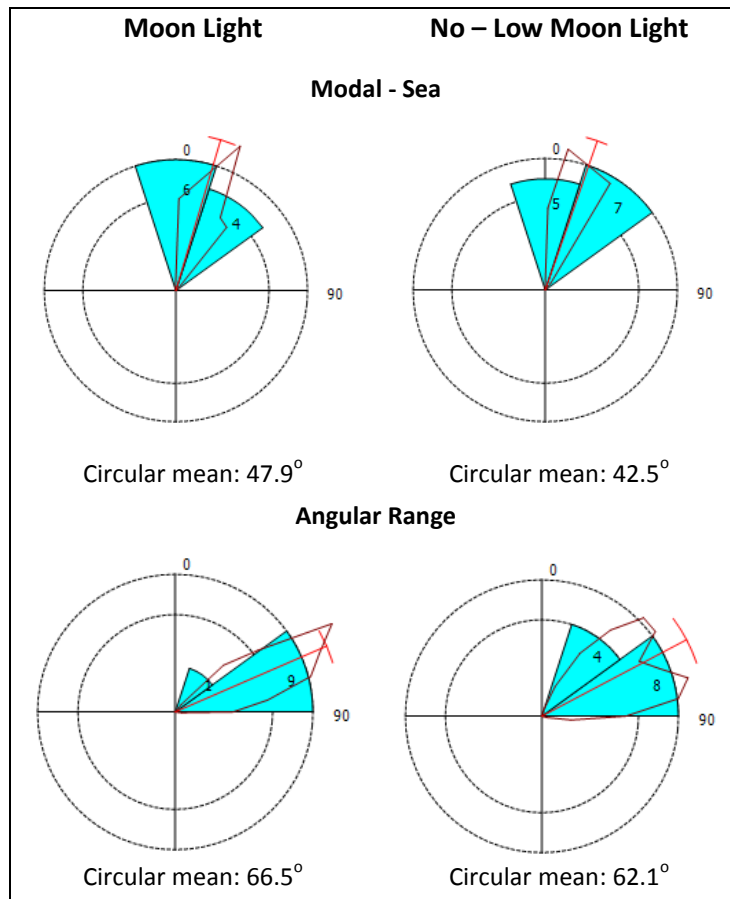 Moon Light No – Low Moon Light
Modal - Sea
0 0
6 5 7
4
90 90
Circular mean: 47.9° Circular mean: 42.5°
Angular Range
0 0
1 9 4 8
90 90
Circular mean: 66.5° Circular mean: 62.1°